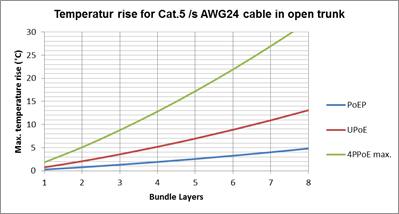 Temperatur rise for Cat.5 /s AWG24 cable in open trunk
Max. temperature rise (°C)
30
25
20
15
10
5
0
1 2 3 4 5 6 7 8
Bundle Layers
PoEP
UPoE
4PPoE max.